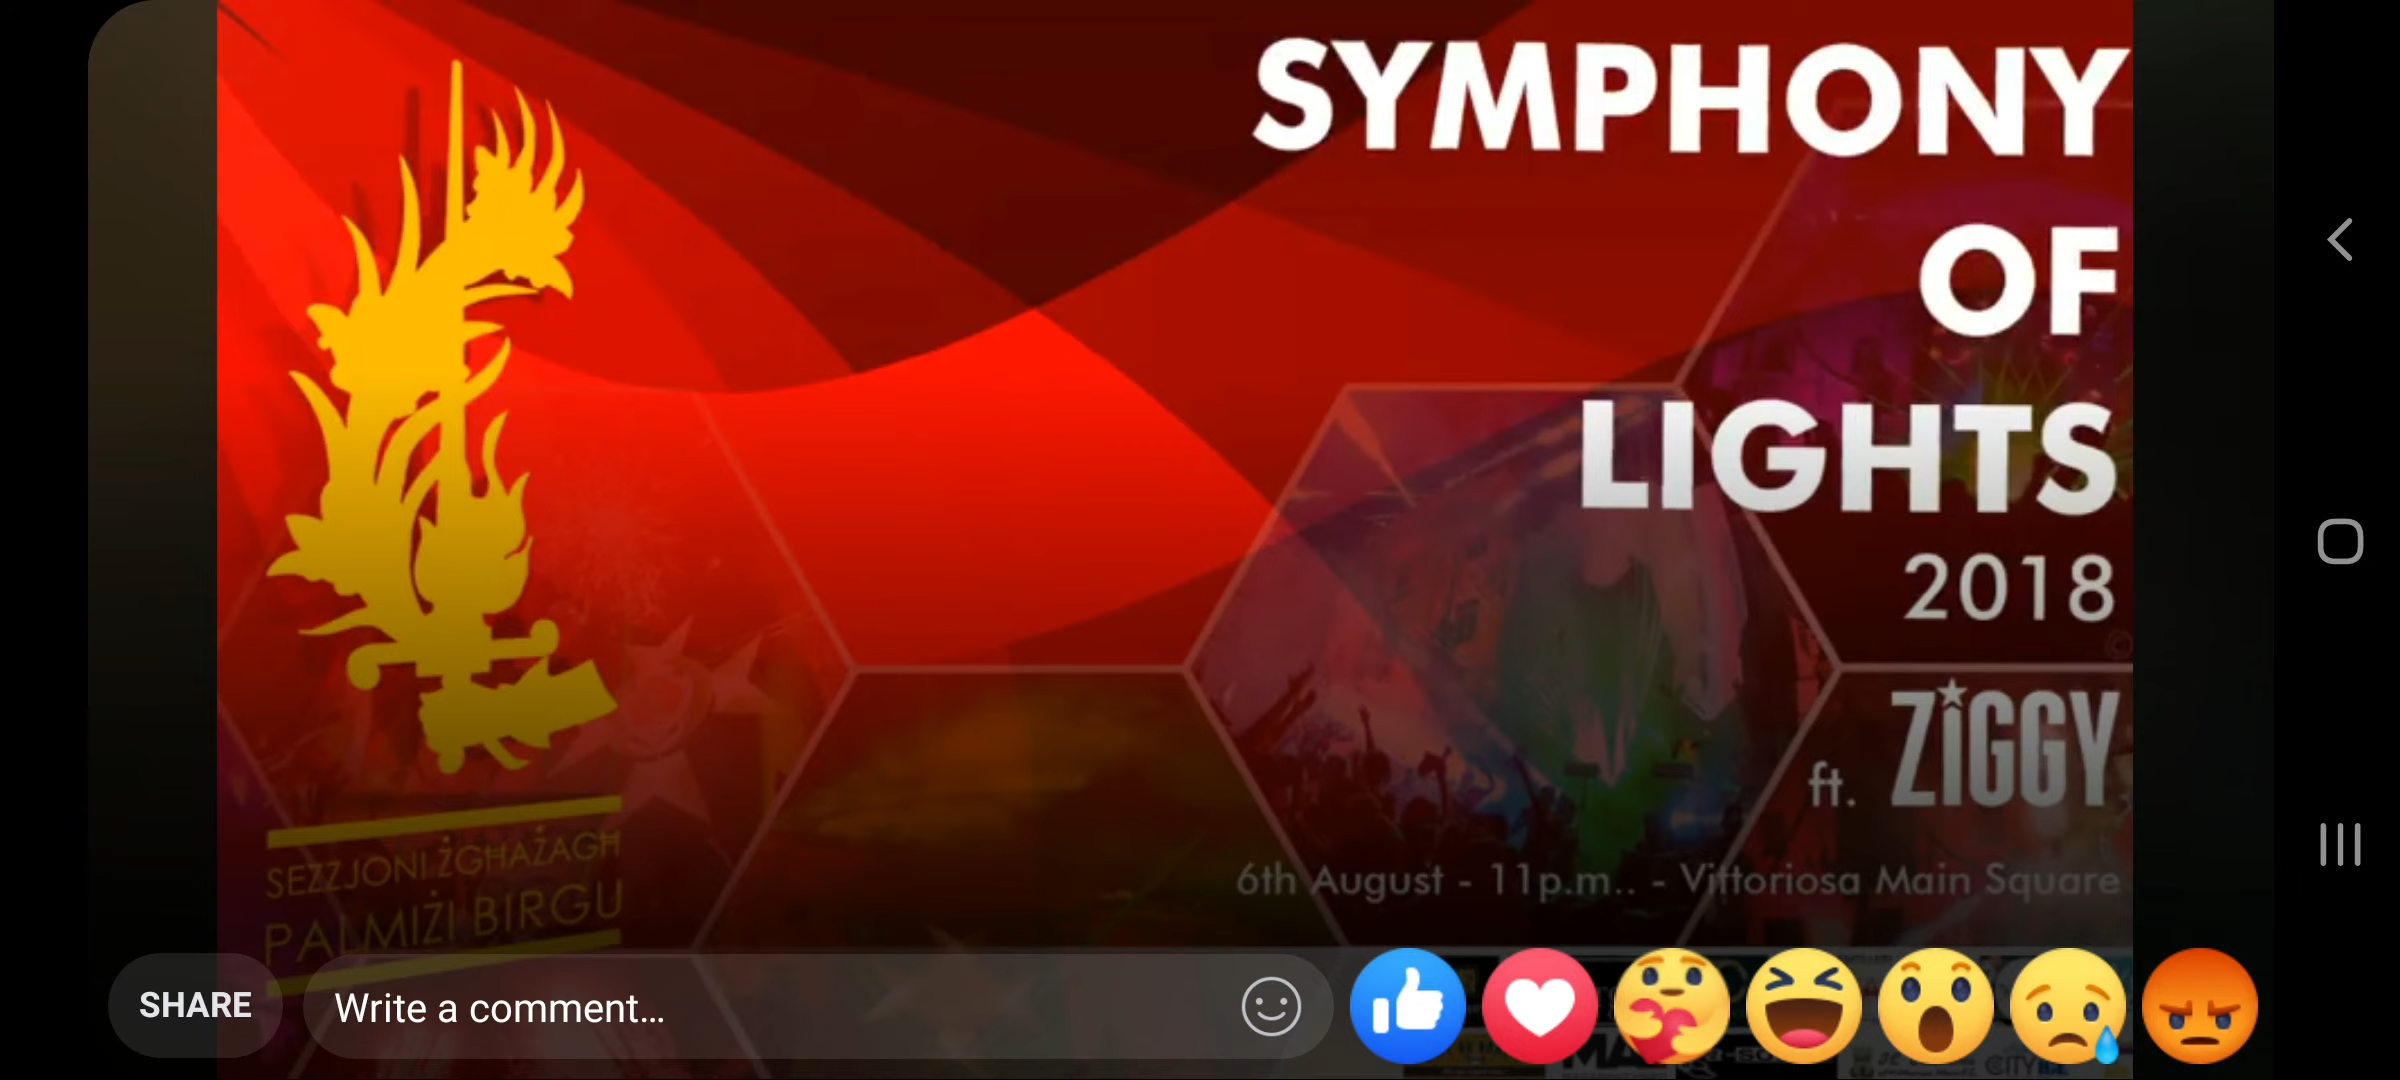 SYMPHONY
OF
LIGHTS
2018
ft. ZIGGY
6th August - 11p.m.. - Vittoriosa Main Square
SEZZJONI ŻGĦAŻAGĦ
PALMIŻI BIRGU
SHARE
Write a comment...